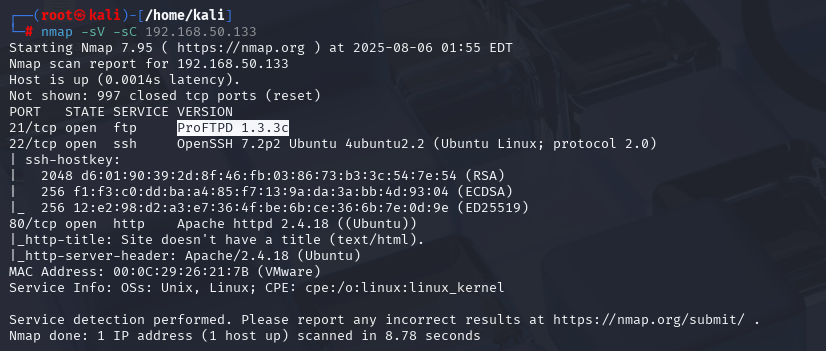 ┌──(root㉿kali)-[/home/kali]
└─# nmap -sV -sC 192.168.50.133
Starting Nmap 7.95 ( https://nmap.org ) at 2025-08-06 01:55 EDT
Nmap scan report for 192.168.50.133
Host is up (0.0014s latency).
Not shown: 997 closed tcp ports (reset)
PORT   STATE SERVICE VERSION
21/tcp open  ftp     ProFTPD 1.3.3c
22/tcp open  ssh     OpenSSH 7.2p2 Ubuntu 4ubuntu2.2 (Ubuntu Linux; protocol 2.0)
| ssh-hostkey:
|   2048 d6:01:90:39:2d:8f:46:fb:03:86:73:b3:3c:54:7e:54 (RSA)
|   256 f1:f3:c0:dd:ba:a4:85:f7:13:9a:da:3a:bb:4d:93:04 (ECDSA)
|_  256 12:e2:98:d2:a3:e7:36:4f:be:6b:ce:36:6b:7e:0d:9e (ED25519)
80/tcp open  http    Apache httpd 2.4.18 ((Ubuntu))
|_http-title: Site doesn't have a title (text/html).
|_http-server-header: Apache/2.4.18 (Ubuntu)
MAC Address: 00:0C:29:26:21:7B (VMware)
Service Info: OSs: Unix, Linux; CPE: cpe:/o:linux:linux_kernel

Service detection performed. Please report any incorrect results at https://nmap.org/submit/ .
Nmap done: 1 IP address (1 host up) scanned in 8.78 seconds